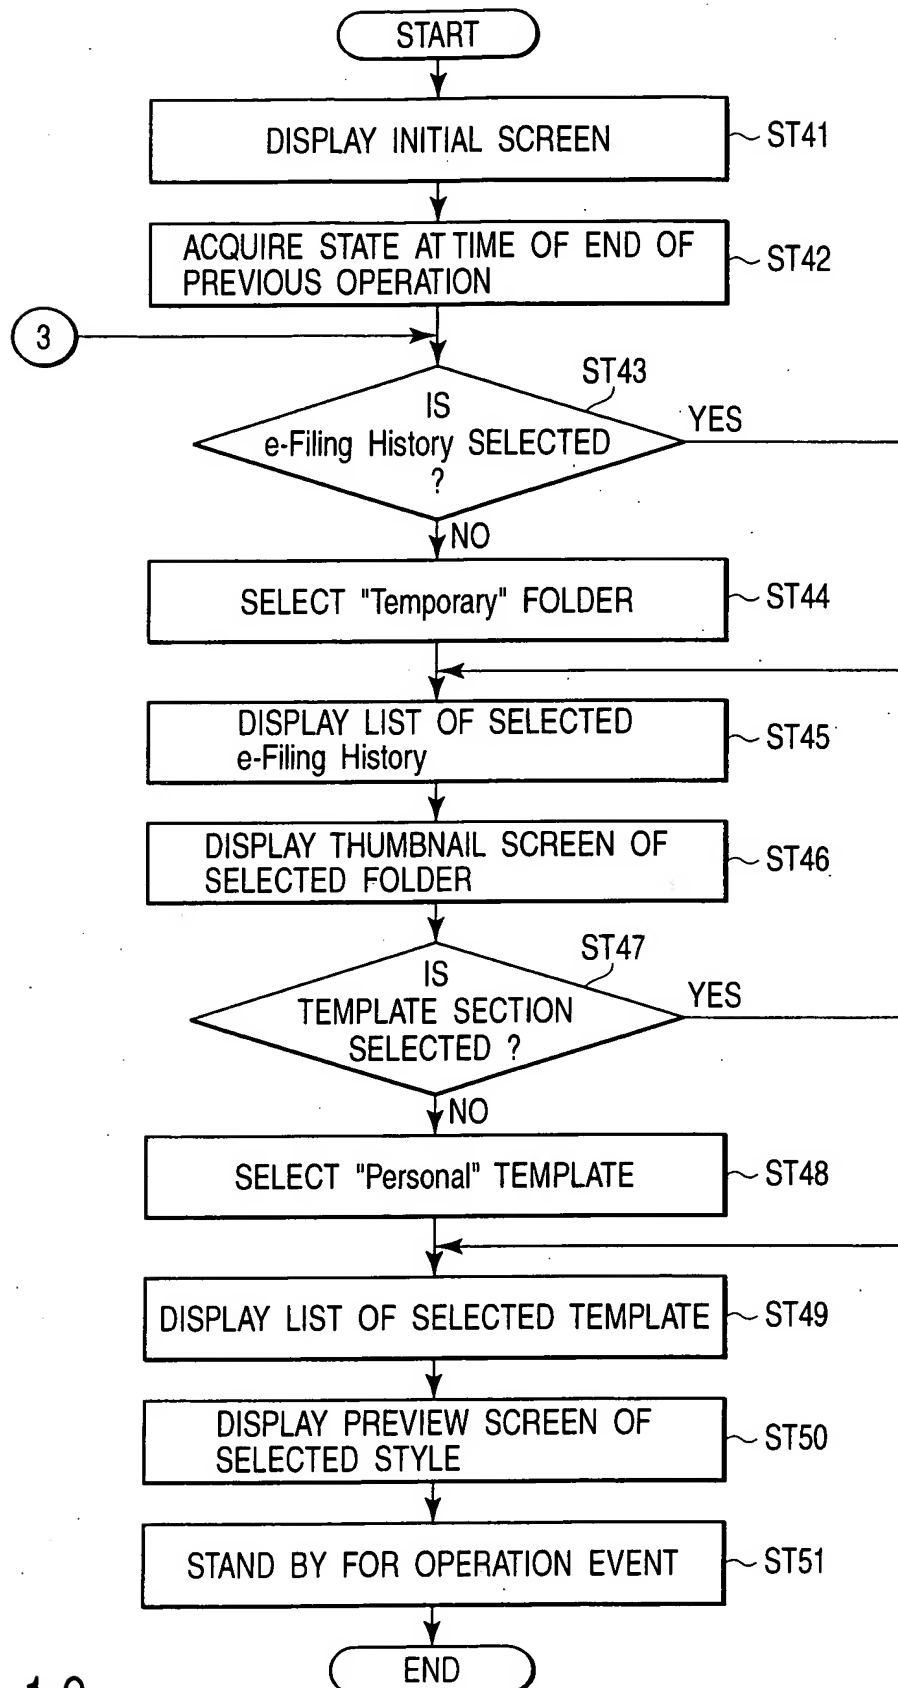 START
DISPLAY INITIAL SCREEN
ST41
ACQUIRE STATE AT TIME OF END OF
PREVIOUS OPERATION
ST42
3
ST43
IS
e-Filing History SELECTED
?
YES
NO
SELECT "Temporary" FOLDER
ST44
DISPLAY LIST OF SELECTED
e-Filing History
ST45
DISPLAY THUMBNAIL SCREEN OF
SELECTED FOLDER
ST46
ST47
IS
TEMPLATE SECTION
SELECTED ?
YES
NO
SELECT "Personal" TEMPLATE
ST48
DISPLAY LIST OF SELECTED TEMPLATE
ST49
DISPLAY PREVIEW SCREEN OF
SELECTED STYLE
ST50
STAND BY FOR OPERATION EVENT
ST51
END